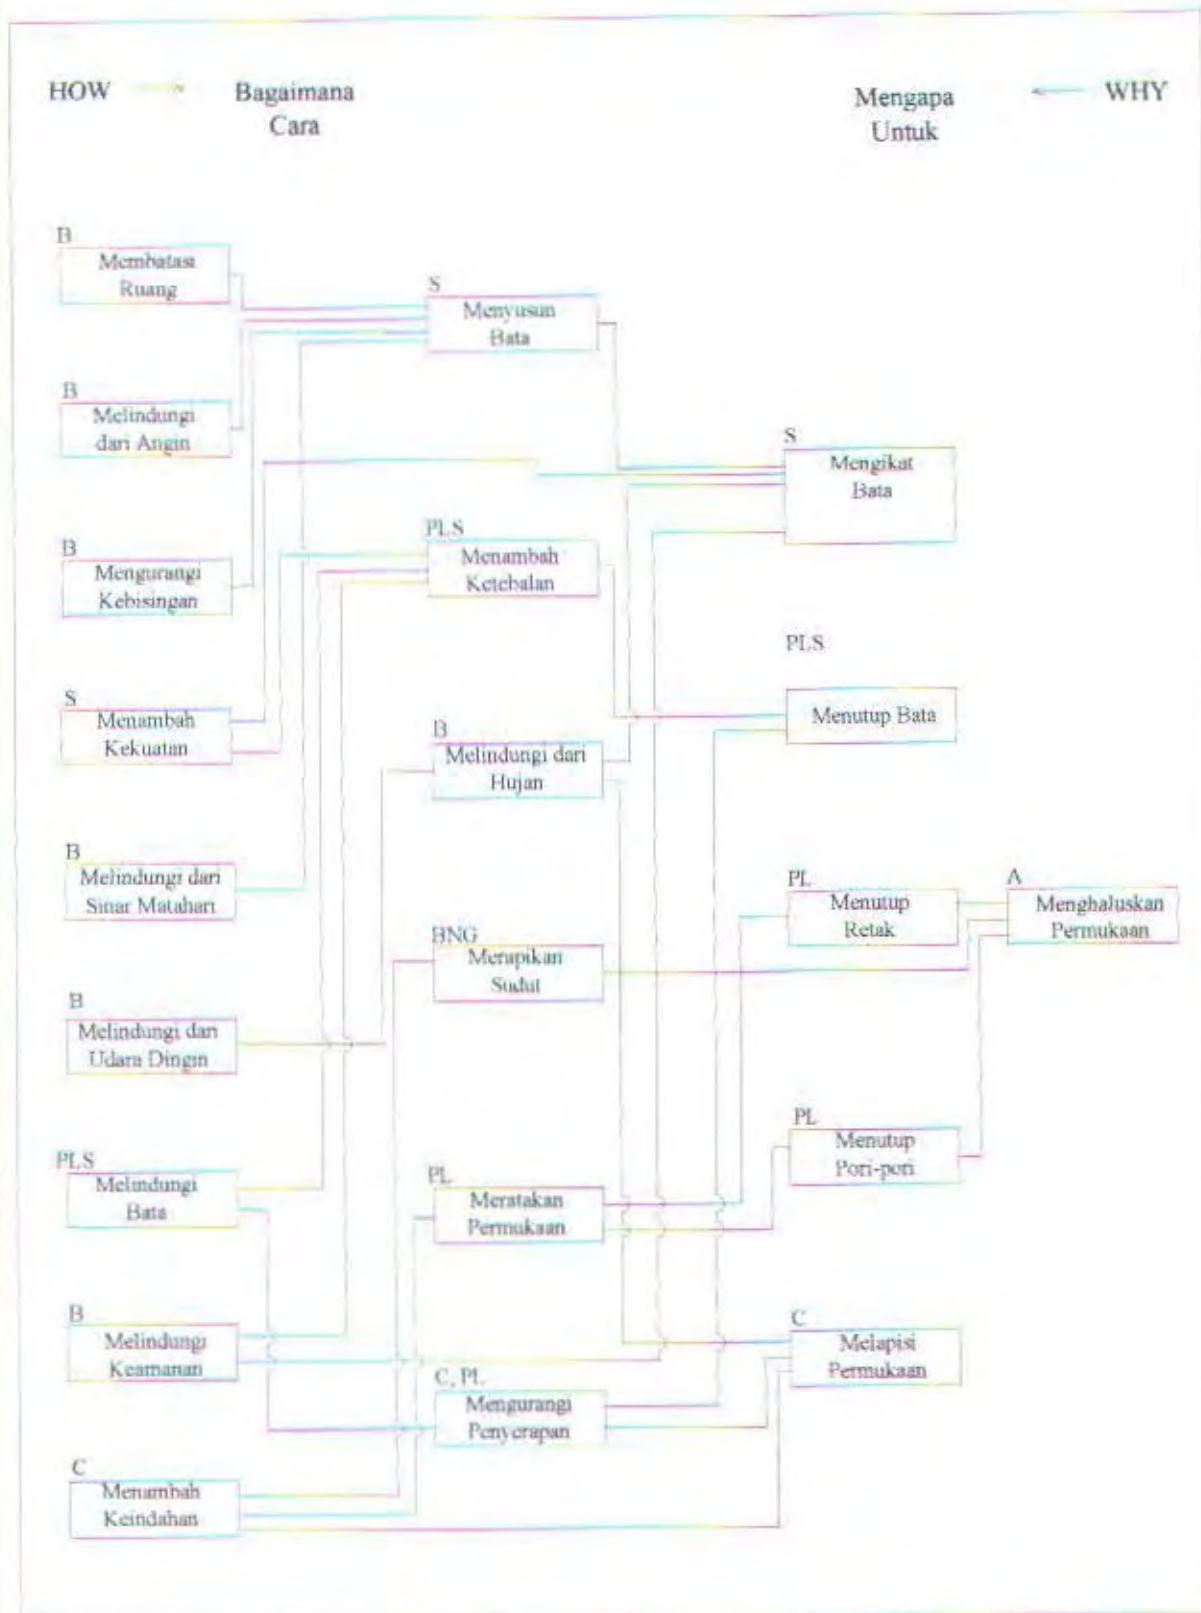 HOW
Bagaimana
Cara
Mengapa
Untuk
WHY
B
Membatasi
Ruang
S
Menyusun
Bata
B
Melindungi
dari Angin
S
Mengikat
Bata
B
Mengurangi
Kebisingan
PLS
Menambah
Ketebalan
PLS
Menutup Bata
S
Menambah
Kekuatan
B
Melindungi dari
Hujan
B
Melindungi dari
Sinar Matahari
PL
Menutup
Retak
A
Menghaluskan
Permukaan
BNG
Merapikan
Sudut
B
Melindungi dari
Udara Dingin
PL
Menutup
Pori-pori
PLS
Melindungi
Bata
PL
Meratakan
Permukaan
B
Melindungi
Keamanan
C
Melapisi
Permukaan
C, PL
Mengurangi
Penyerapan
C
Menambah
Keindahan